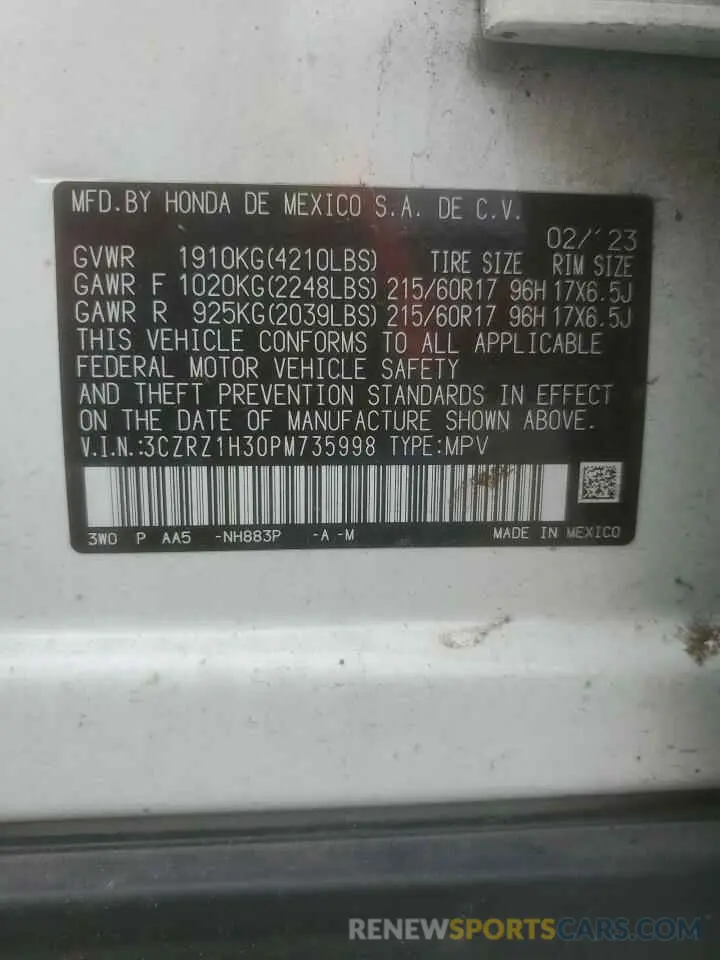 MFD.BY HONDA DE MEXICO S.A. DE C.V.
02/'23
GVWR 1910KG(4210LBS) TIRE SIZE RIM SIZE
GAWR F 1020KG(2248LBS) 215/60R17 96H 17X6.5J
GAWR R 925KG(2039LBS) 215/60R17 96H 17X6.5J
THIS VEHICLE CONFORMS TO ALL APPLICABLE
FEDERAL MOTOR VEHICLE SAFETY
AND THEFT PREVENTION STANDARDS IN EFFECT
ON THE DATE OF MANUFACTURE SHOWN ABOVE.
V.I.N.:3CZRZ1H30PM735998 TYPE:MPV
3W0 P AA5 -NH883P -A -M MADE IN MEXICO
RENEWSPORTSCARS.COM